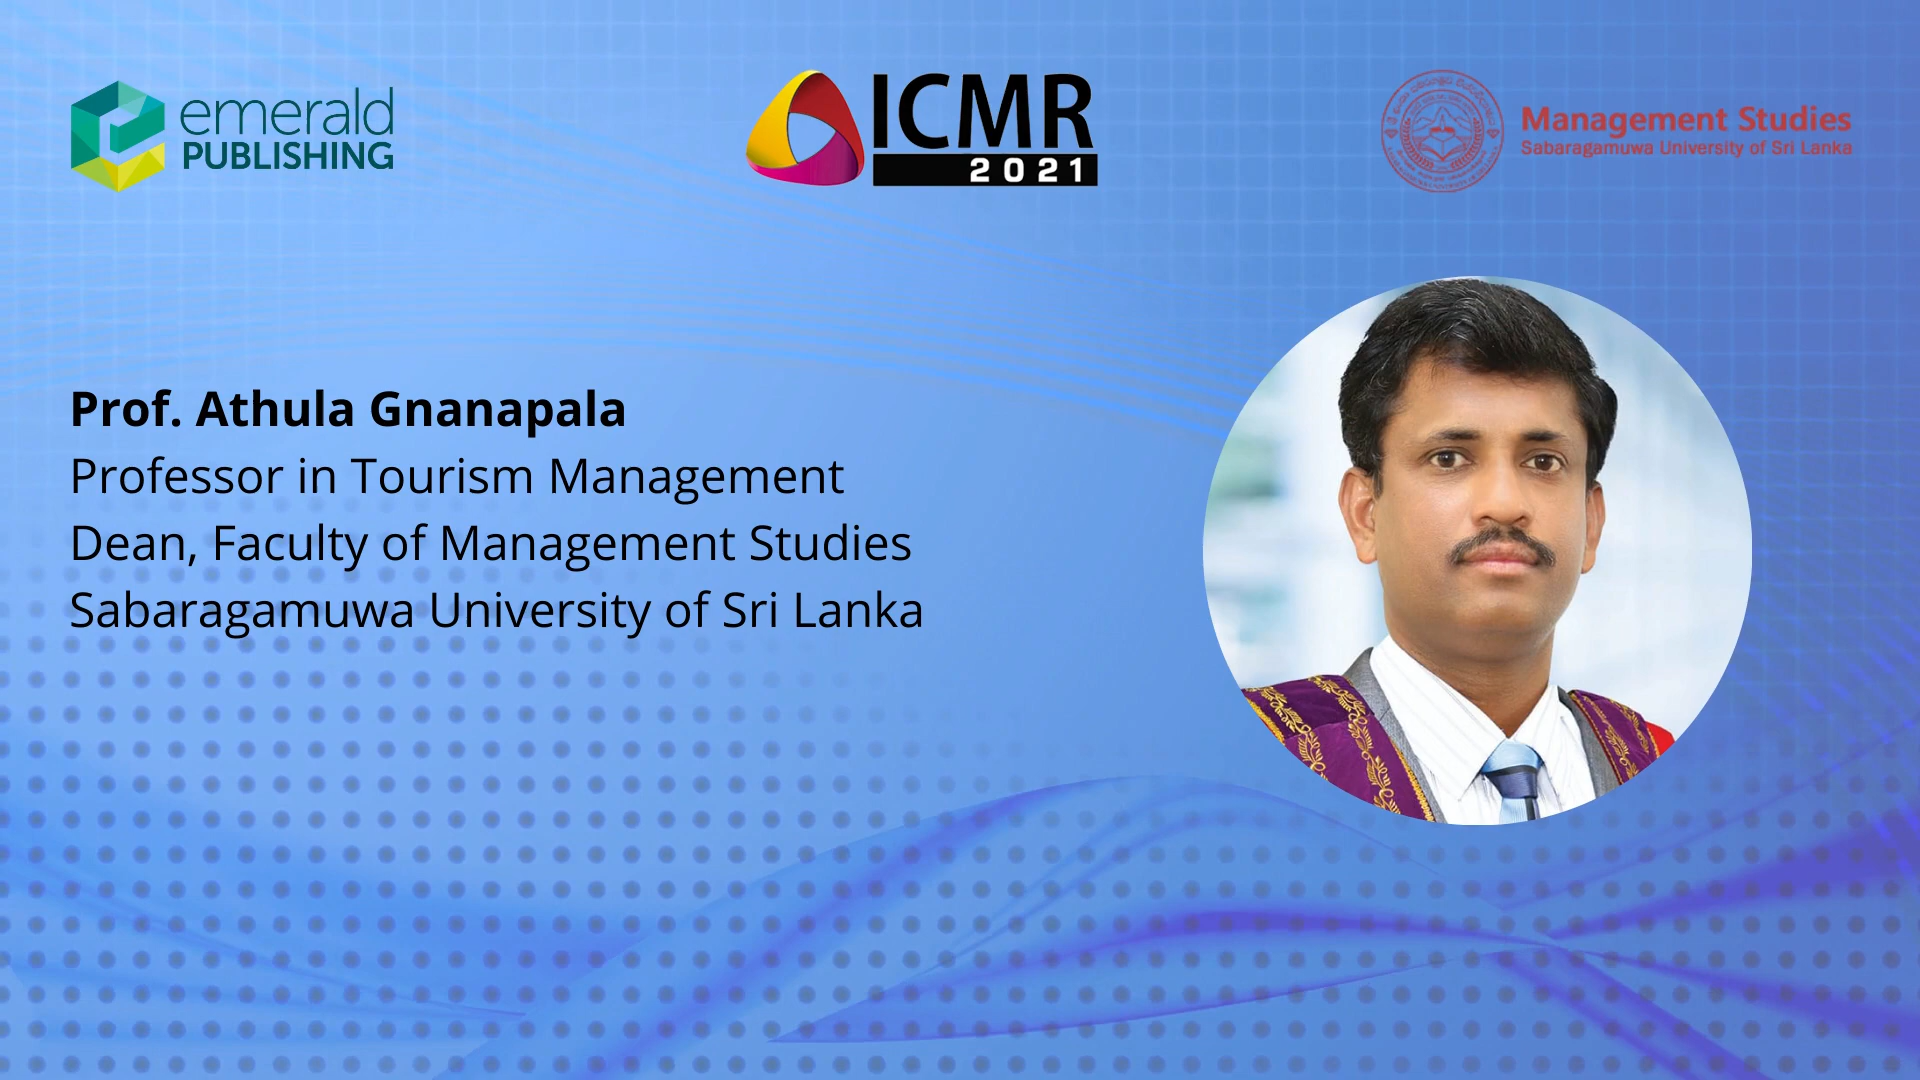 emerald
PUBLISHING
ICMR
2021
Management Studies
Sabaragamuwa University of Sri Lanka
Prof. Athula Gnanapala
Professor in Tourism Management
Dean, Faculty of Management Studies
Sabaragamuwa University of Sri Lanka